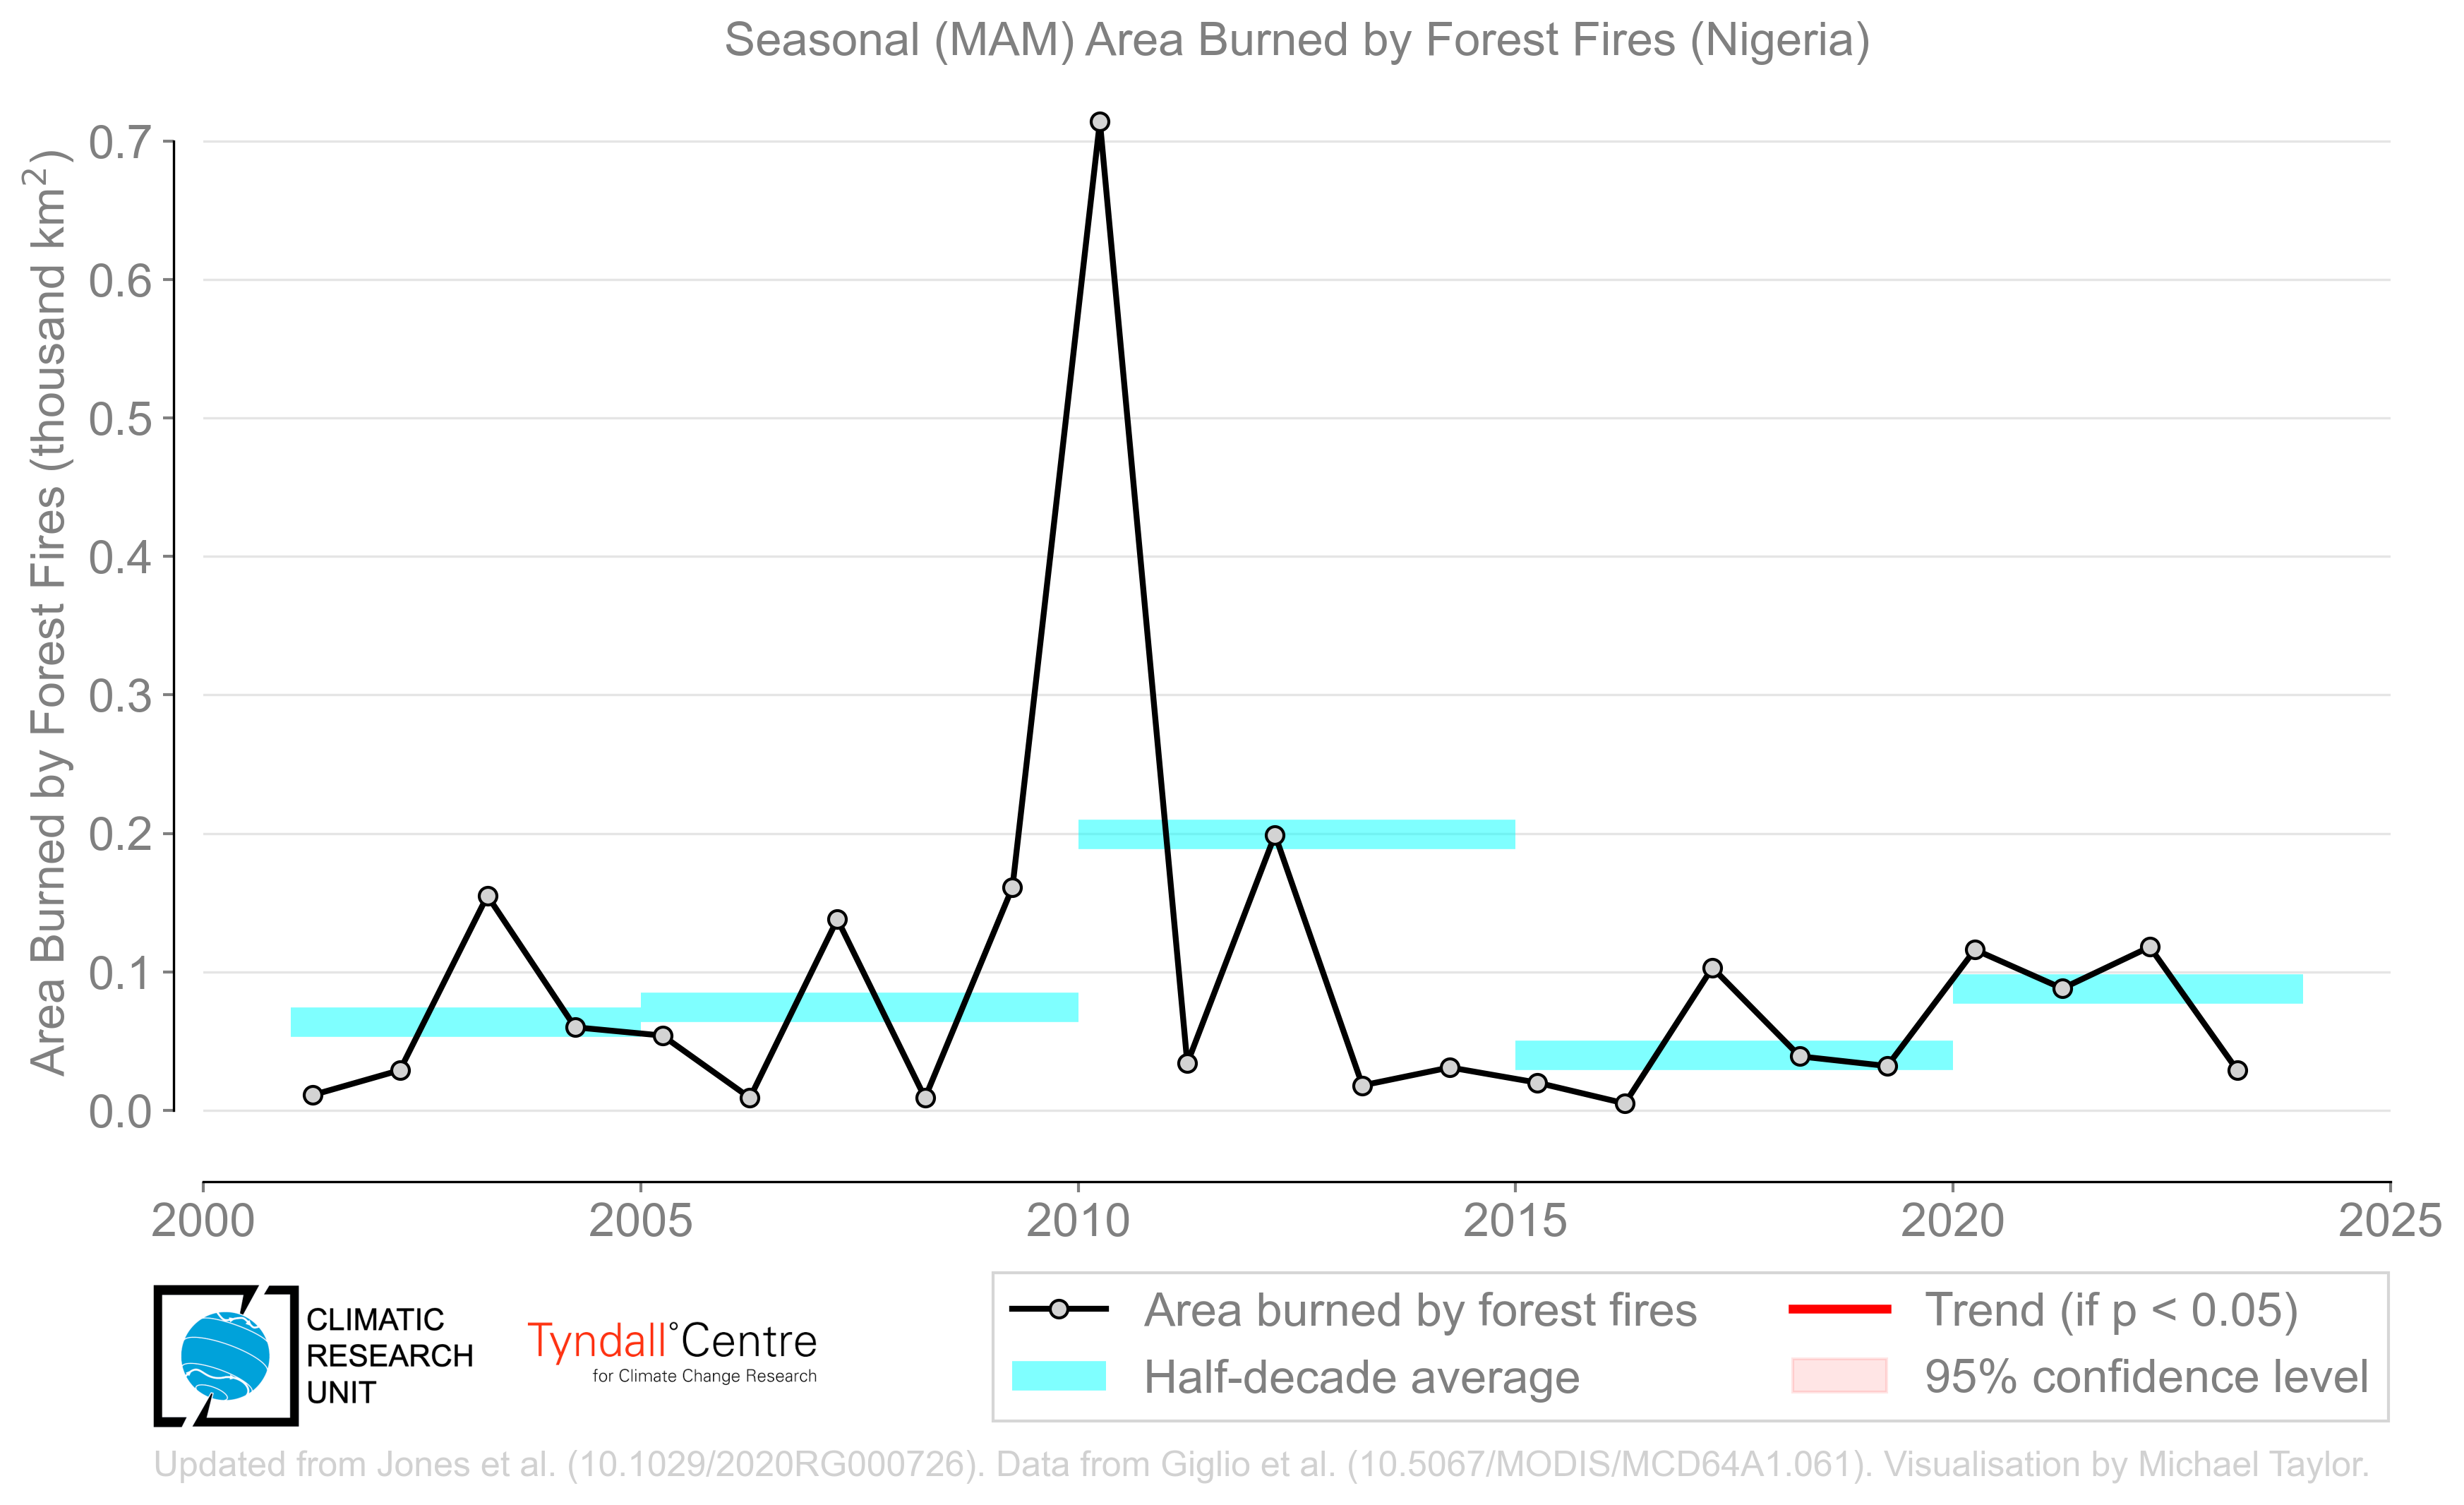 Seasonal (MAM) Area Burned by Forest Fires (Nigeria)
Area Burned by Forest Fires (thousand km²)
0.7
0.6
0.5
0.4
0.3
0.2
0.1
0.0
2000 2005 2010 2015 2020 2025
CLIMATIC
RESEARCH
UNIT
Tyndall°Centre
for Climate Change Research
Area burned by forest fires
Half-decade average
Trend (if p < 0.05)
95% confidence level
Updated from Jones et al. (10.1029/2020RG000726). Data from Giglio et al. (10.5067/MODIS/MCD64A1.061). Visualisation by Michael Taylor.